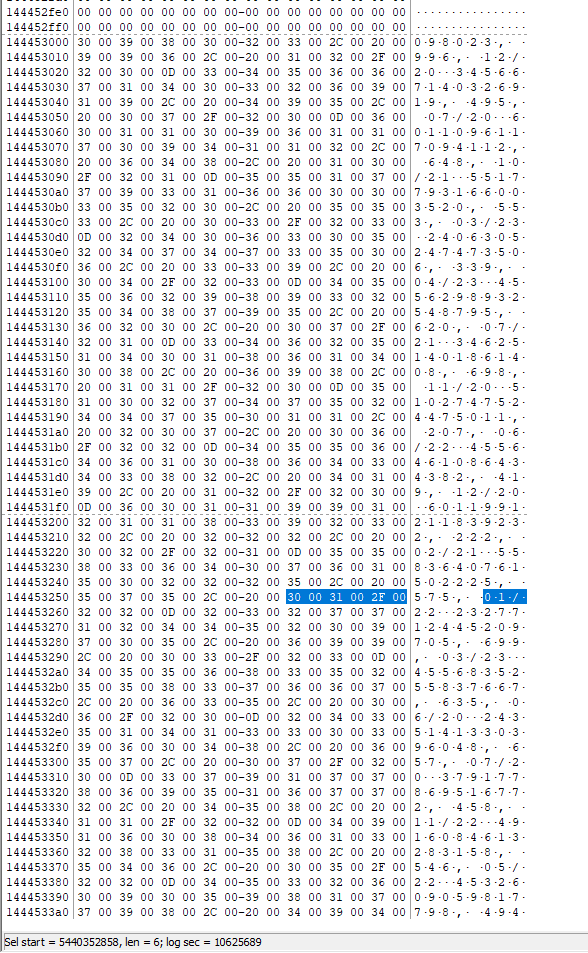 144452fe0 00 00 00 00 00 00 00 00-00 00 00 00 00 00 00 00 ················
144452ff0 00 00 00 00 00 00 00 00-00 00 00 00 00 00 00 00 ················
144453000 30 00 39 00 38 00 30 00-32 00 33 00 2C 00 20 00 0·9·8·0·2·3·,· ·
144453010 39 00 39 00 36 00 2C 00-20 00 31 00 32 00 2F 00 9·9·6·,· ·1·2·/·
144453020 32 00 30 00 0D 00 33 00-34 00 35 00 36 00 36 00 2·0···3·4·5·6·6·
144453030 37 00 31 00 34 00 30 00-33 00 32 00 36 00 39 00 7·1·4·0·3·2·6·9·
144453040 31 00 39 00 2C 00 20 00-34 00 39 00 35 00 2C 00 1·9·,· ·4·9·5·,·
144453050 20 00 30 00 37 00 2F 00-32 00 30 00 0D 00 36 00  ·0·7·/·2·0···6·
144453060 30 00 31 00 31 00 30 00-39 00 36 00 31 00 31 00 0·1·1·0·9·6·1·1·
144453070 37 00 30 00 39 00 34 00-31 00 31 00 32 00 2C 00 7·0·9·4·1·1·2·,·
144453080 20 00 36 00 34 00 38 00-2C 00 20 00 31 00 30 00  ·6·4·8·,· ·1·0·
144453090 2F 00 32 00 31 00 0D 00-35 00 35 00 31 00 37 00 /·2·1···5·5·1·7·
1444530a0 37 00 39 00 33 00 31 00-36 00 36 00 30 00 30 00 7·9·3·1·6·6·0·0·
1444530b0 33 00 35 00 32 00 30 00-2C 00 20 00 35 00 35 00 3·5·2·0·,· ·5·5·
1444530c0 33 00 2C 00 20 00 30 00-33 00 2F 00 32 00 33 00 3·,· ·0·3·/·2·3·
1444530d0 0D 00 32 00 34 00 30 00-36 00 33 00 30 00 35 00 ··2·4·0·6·3·0·5·
1444530e0 32 00 34 00 37 00 34 00-37 00 33 00 35 00 30 00 2·4·7·4·7·3·5·0·
1444530f0 36 00 2C 00 20 00 33 00-33 00 39 00 2C 00 20 00 6·,· ·3·3·9·,· ·
144453100 30 00 34 00 2F 00 32 00-33 00 0D 00 34 00 35 00 0·4·/·2·3···4·5·
144453110 35 00 36 00 32 00 39 00-38 00 39 00 33 00 32 00 5·6·2·9·8·9·3·2·
144453120 35 00 34 00 38 00 37 00-39 00 35 00 2C 00 20 00 5·4·8·7·9·5·,· ·
144453130 36 00 32 00 30 00 2C 00-20 00 30 00 37 00 2F 00 6·2·0·,· ·0·7·/·
144453140 32 00 31 00 0D 00 33 00-34 00 36 00 32 00 35 00 2·1···3·4·6·2·5·
144453150 31 00 34 00 30 00 31 00-38 00 36 00 31 00 34 00 1·4·0·1·8·6·1·4·
144453160 30 00 38 00 2C 00 20 00-36 00 39 00 38 00 2C 00 0·8·,· ·6·9·8·,·
144453170 20 00 31 00 31 00 2F 00-32 00 30 00 0D 00 35 00  ·1·1·/·2·0···5·
144453180 31 00 30 00 32 00 37 00-34 00 37 00 35 00 32 00 1·0·2·7·4·7·5·2·
144453190 34 00 34 00 37 00 35 00-30 00 31 00 31 00 2C 00 4·4·7·5·0·1·1·,·
1444531a0 20 00 32 00 30 00 37 00-2C 00 20 00 30 00 36 00  ·2·0·7·,· ·0·6·
1444531b0 2F 00 32 00 32 00 0D 00-34 00 35 00 35 00 36 00 /·2·2···4·5·5·6·
1444531c0 34 00 36 00 31 00 30 00-38 00 36 00 34 00 33 00 4·6·1·0·8·6·4·3·
1444531d0 34 00 33 00 38 00 32 00-2C 00 20 00 34 00 31 00 4·3·8·2·,· ·4·1·
1444531e0 39 00 2C 00 20 00 31 00-32 00 2F 00 32 00 30 00 9·,· ·1·2·/·2·0·
1444531f0 0D 00 36 00 30 00 31 00-31 00 39 00 39 00 31 00 ··6·0·1·1·9·9·1·
144453200 32 00 31 00 31 00 38 00-33 00 39 00 32 00 33 00 2·1·1·8·3·9·2·3·
144453210 32 00 2C 00 20 00 32 00-32 00 32 00 2C 00 20 00 2·,· ·2·2·2·,· ·
144453220 30 00 32 00 2F 00 32 00-31 00 0D 00 35 00 35 00 0·2·/·2·1···5·5·
144453230 38 00 33 00 36 00 34 00-30 00 37 00 36 00 31 00 8·3·6·4·0·7·6·1·
144453240 35 00 30 00 32 00 32 00-32 00 35 00 2C 00 20 00 5·0·2·2·2·5·,· ·
144453250 35 00 37 00 35 00 2C 00-20 00 30 00 31 00 2F 00 5·7·5·,· ·0·1·/·
144453260 32 00 32 00 0D 00 32 00-33 00 32 00 37 00 37 00 2·2···2·3·2·7·7·
144453270 31 00 32 00 34 00 34 00-35 00 32 00 30 00 39 00 1·2·4·4·5·2·0·9·
144453280 37 00 30 00 35 00 2C 00-20 00 36 00 39 00 39 00 7·0·5·,· ·6·9·9·
144453290 2C 00 20 00 30 00 33 00-2F 00 32 00 33 00 0D 00 ,· ·0·3·/·2·3···
1444532a0 34 00 35 00 35 00 36 00-38 00 33 00 35 00 32 00 4·5·5·6·8·3·5·2·
1444532b0 35 00 35 00 38 00 33 00-37 00 36 00 36 00 37 00 5·5·8·3·7·6·6·7·
1444532c0 2C 00 20 00 36 00 33 00-35 00 2C 00 20 00 30 00 ,· ·6·3·5·,· ·0·
1444532d0 36 00 2F 00 32 00 30 00-0D 00 32 00 34 00 33 00 6·/·2·0···2·4·3·
1444532e0 35 00 31 00 34 00 31 00-33 00 33 00 30 00 33 00 5·1·4·1·3·3·0·3·
1444532f0 39 00 36 00 30 00 34 00-38 00 2C 00 20 00 36 00 9·6·0·4·8·,· ·6·
144453300 35 00 37 00 2C 00 20 00-30 00 37 00 2F 00 32 00 5·7·,· ·0·7·/·2·
144453310 30 00 0D 00 33 00 37 00-39 00 31 00 37 00 37 00 0···3·7·9·1·7·7·
144453320 38 00 36 00 39 00 35 00-31 00 36 00 37 00 37 00 8·6·9·5·1·6·7·7·
144453330 32 00 2C 00 20 00 34 00-35 00 38 00 2C 00 20 00 2·,· ·4·5·8·,· ·
144453340 31 00 31 00 2F 00 32 00-32 00 0D 00 34 00 39 00 1·1·/·2·2···4·9·
144453350 31 00 36 00 30 00 38 00-34 00 36 00 31 00 33 00 1·6·0·8·4·6·1·3·
144453360 32 00 38 00 33 00 31 00-35 00 38 00 2C 00 20 00 2·8·3·1·5·8·,· ·
144453370 35 00 34 00 36 00 2C 00-20 00 30 00 35 00 2F 00 5·4·6·,· ·0·5·/·
144453380 32 00 32 00 0D 00 34 00-35 00 33 00 32 00 36 00 2·2···4·5·3·2·6·
144453390 30 00 39 00 30 00 35 00-39 00 38 00 31 00 37 00 0·9·0·5·9·8·1·7·
1444533a0 37 00 39 00 38 00 2C 00-20 00 34 00 39 00 34 00 7·9·8·,· ·4·9·4·
Sel start = 5440352858, len = 6; log sec = 10625689